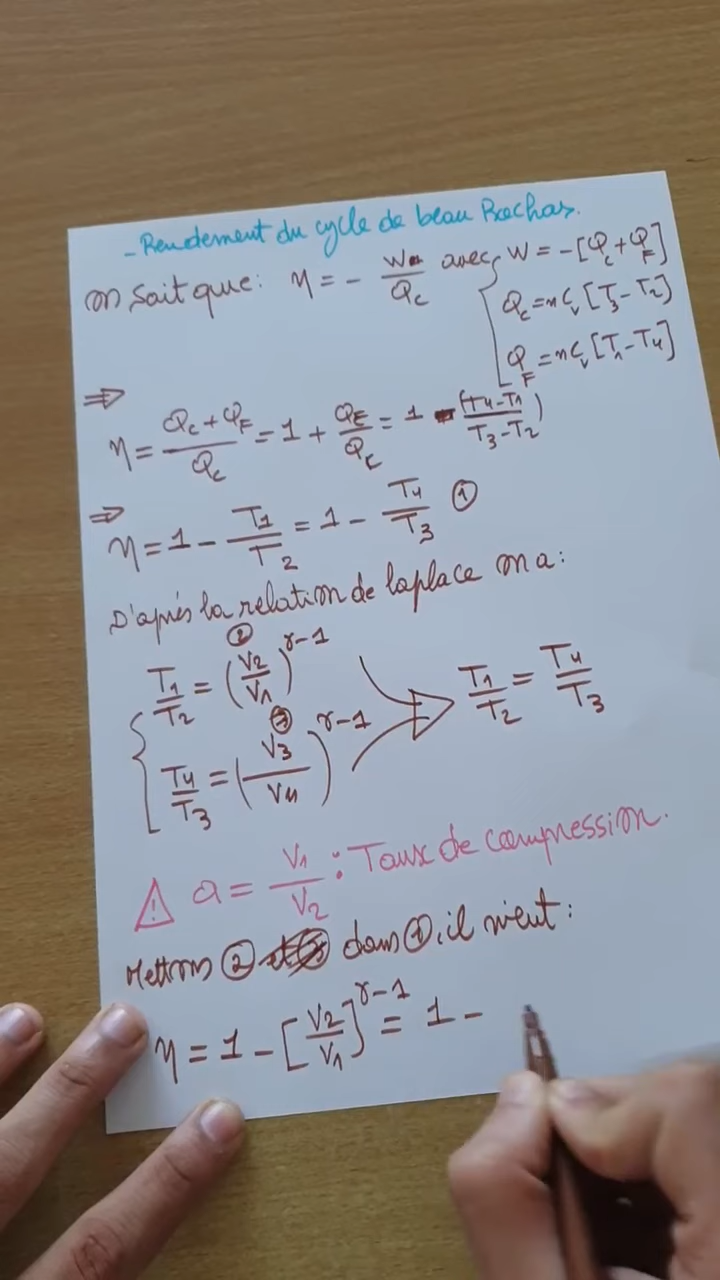 - Rendement du cycle de beau Rochas.
on sait que : η = - W/Qc avec { W = -[Qc + QF]
Qc = nCv [T3 - T2]
QF = nCv [T1 - T4]
⇒
η = (Qc + QF)/Qc = 1 + QF/Qc = 1 - (T4 - T1)/(T3 - T2)
⇒
η = 1 - T1/T2 = 1 - T4/T3 ①
D'après la relation de laplace on a :
T1/T2 = (V2/V1)^γ-1 ②
T4/T3 = (V3/V4)^γ-1 ③
T1/T2 = T4/T3
⚠ a = V1/V2 : Taux de compression.
Mettons ② dans ①, il vient :
η = 1 - [V2/V1]^γ-1 = 1 -